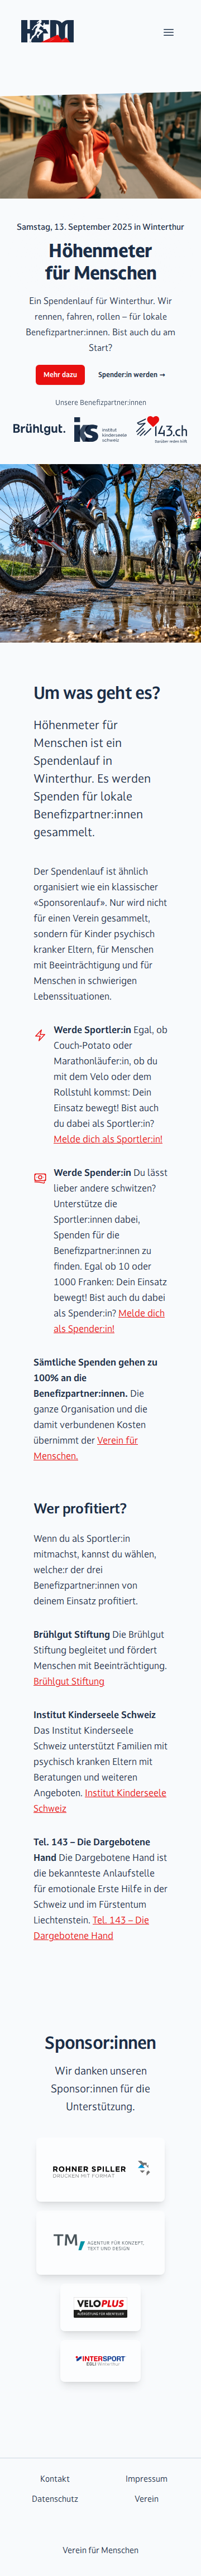 HFM
Samstag, 13. September 2025 in Winterthur
Höhenmeter
für Menschen
Ein Spendenlauf für Winterthur. Wir
rennen, fahren, rollen – für lokale
Benefizpartner:innen. Bist auch du am
Start?
Mehr dazu
Spender:in werden →
Unsere Benefizpartner:innen
Brühlgut.
iks institut
kinderseele
schweiz
143.ch
Darüber reden hilft
Um was geht es?
Höhenmeter für
Menschen ist ein
Spendenlauf in
Winterthur. Es werden
Spenden für lokale
Benefizpartner:innen
gesammelt.
Der Spendenlauf ist ähnlich
organisiert wie ein klassischer
«Sponsorenlauf». Nur wird nicht
für einen Verein gesammelt,
sondern für Kinder psychisch
kranker Eltern, für Menschen
mit Beeinträchtigung und für
Menschen in schwierigen
Lebenssituationen.
Werde Sportler:in Egal, ob
Couch-Potato oder
Marathonläufer:in, ob du
mit dem Velo oder dem
Rollstuhl kommst: Dein
Einsatz bewegt! Bist auch
du dabei als Sportler:in?
Melde dich als Sportler:in!
Werde Spender:in Du lässt
lieber andere schwitzen?
Unterstütze die
Sportler:innen dabei,
Spenden für die
Benefizpartner:innen zu
finden. Egal ob 10 oder
1000 Franken: Dein Einsatz
bewegt! Bist auch du dabei
als Spender:in? Melde dich
als Spender:in!
Sämtliche Spenden gehen zu
100% an die
Benefizpartner:innen. Die
ganze Organisation und die
damit verbundenen Kosten
übernimmt der Verein für
Menschen.
Wer profitiert?
Wenn du als Sportler:in
mitmachst, kannst du wählen,
welche:r der drei
Benefizpartner:innen von
deinem Einsatz profitiert.
Brühlgut Stiftung Die Brühlgut
Stiftung begleitet und fördert
Menschen mit Beeinträchtigung.
Brühlgut Stiftung
Institut Kinderseele Schweiz
Das Institut Kinderseele
Schweiz unterstützt Familien mit
psychisch kranken Eltern mit
Beratungen und weiteren
Angeboten. Institut Kinderseele
Schweiz
Tel. 143 – Die Dargebotene
Hand Die Dargebotene Hand ist
die bekannteste Anlaufstelle
für emotionale Erste Hilfe in der
Schweiz und im Fürstentum
Liechtenstein. Tel. 143 – Die
Dargebotene Hand
Sponsor:innen
Wir danken unseren
Sponsor:innen für die
Unterstützung.
ROHNER SPILLER
DRUCKEN MIT FORMAT
TM AGENTUR FÜR KONZEPT,
TEXT UND DESIGN
VELOPLUS
AUSRÜSTUNG FÜR ABENTEUER
INTERSPORT
EGLI Winterthur
Kontakt
Impressum
Datenschutz
Verein
Verein für Menschen